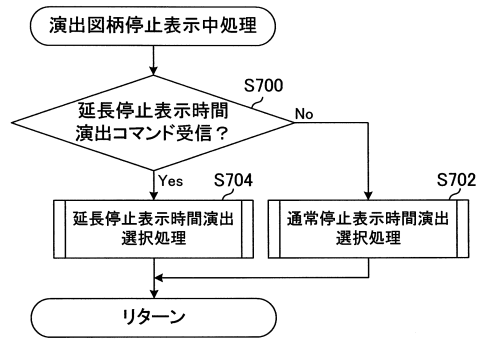 演出図柄停止表示中処理
S700
延長停止表示時間
演出コマンド受信？
No
Yes
S704
延長停止表示時間演出
選択処理
S702
通常停止表示時間演出
選択処理
リターン